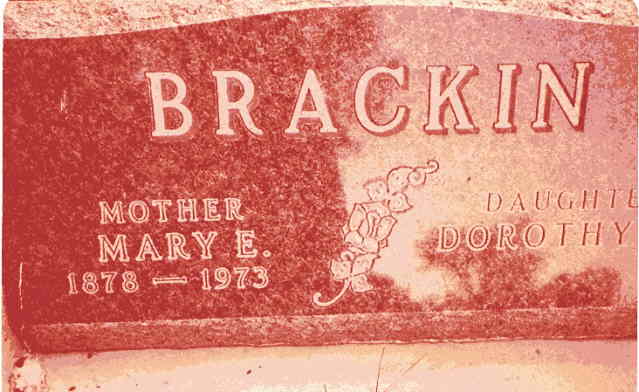 BRACKIN
MOTHER
MARY E.
1878 — 1973
DAUGHTE
DOROTHY